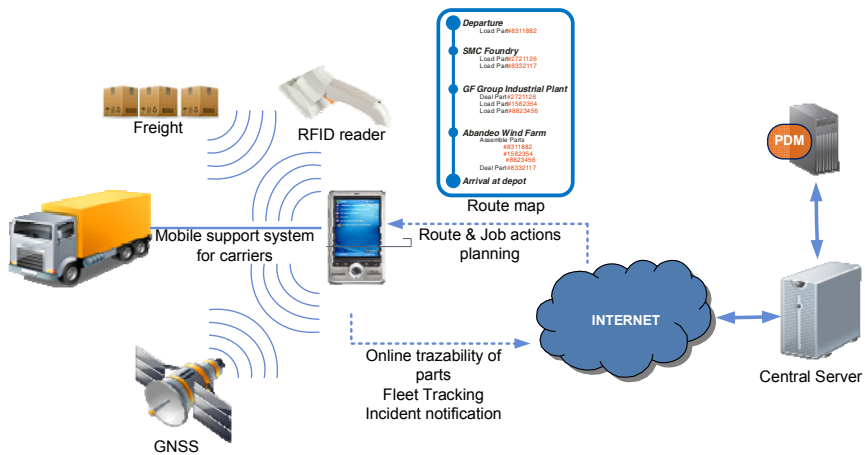 Departure
Load Part#8311882
SMC Foundry
Load Part#2721126
Load Part#8332117
GF Group Industrial Plant
Deal Part#2721126
Load Part#1582354
Load Part#8823456
Abandeo Wind Farm
Assemble Parts
#8311882
#1582354
#8823456
Deal Part#8332117
Arrival at depot
Route map
Freight
RFID reader
PDM
Mobile support system
for carriers
Route & Job actions
planning
INTERNET
Central Server
Online trazability of
parts
Fleet Tracking
Incident notification
GNSS